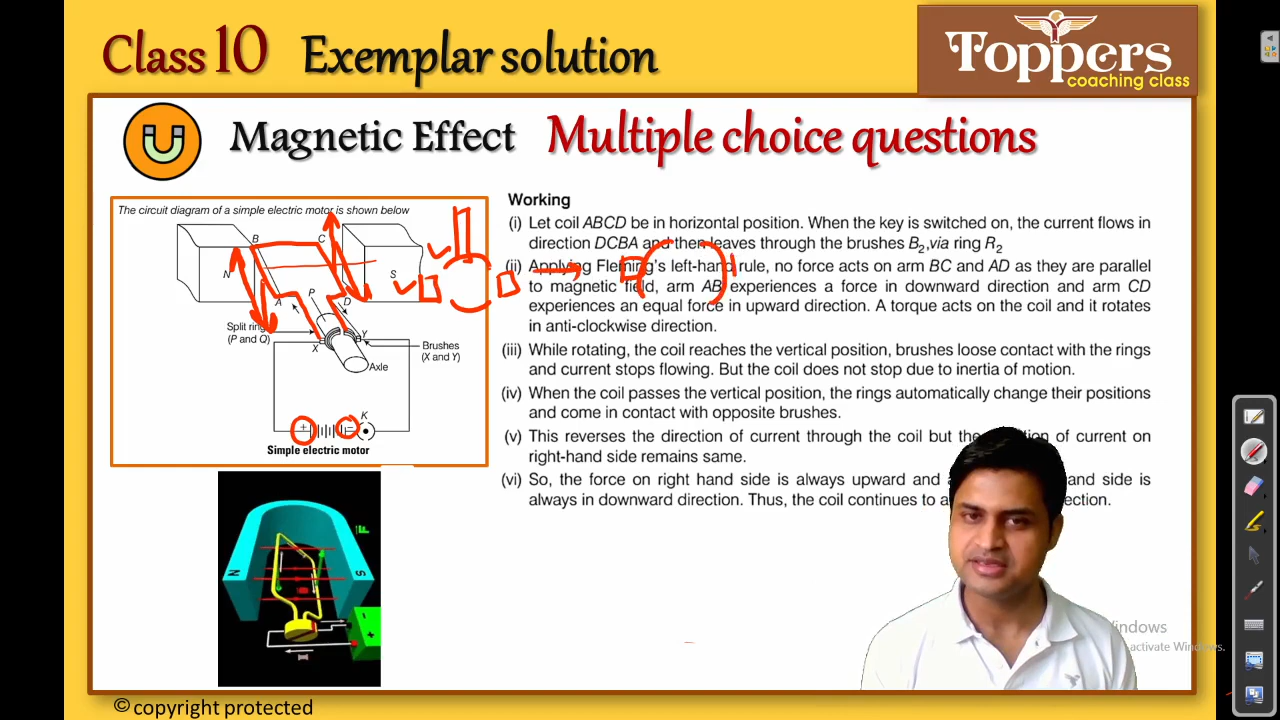 Class 10 Exemplar solution
Toppers
coaching class
Magnetic Effect Multiple choice questions
The circuit diagram of a simple electric motor is shown below
B
C
N
S
A
P
D
Split ring
(P and Q)
X
Y
Brushes
(X and Y)
Axle
+
−
K
Simple electric motor
Working
(i) Let coil ABCD be in horizontal position. When the key is switched on, the current flows in
direction DCBA and then leaves through the brushes B2, via ring R2
(ii) Applying Fleming's left-hand rule, no force acts on arm BC and AD as they are parallel
to magnetic field, arm AB experiences a force in downward direction and arm CD
experiences an equal force in upward direction. A torque acts on the coil and it rotates
in anti-clockwise direction.
(iii) While rotating, the coil reaches the vertical position, brushes loose contact with the rings
and current stops flowing. But the coil does not stop due to inertia of motion.
(iv) When the coil passes the vertical position, the rings automatically change their positions
and come in contact with opposite brushes.
(v) This reverses the direction of current through the coil but the of current on
right-hand side remains same.
(vi) So, the force on right hand side is always upward and hand side is
always in downward direction. Thus, the coil continues to
N
S
F
-
+
indows
activate Windows.
© copyright protected